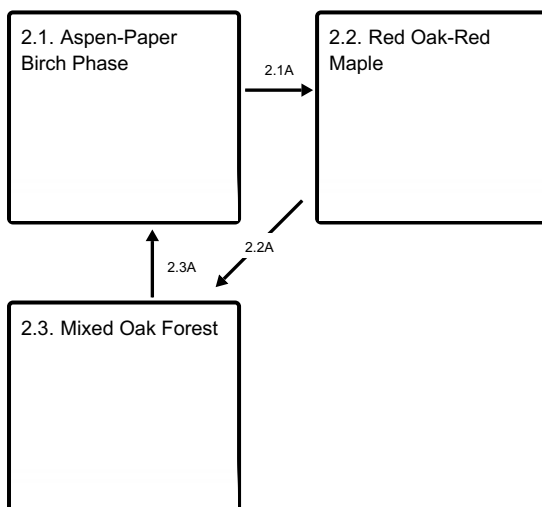 2.1. Aspen-Paper
Birch Phase
2.1A
2.2. Red Oak-Red
Maple
2.2A
2.3A
2.3. Mixed Oak Forest